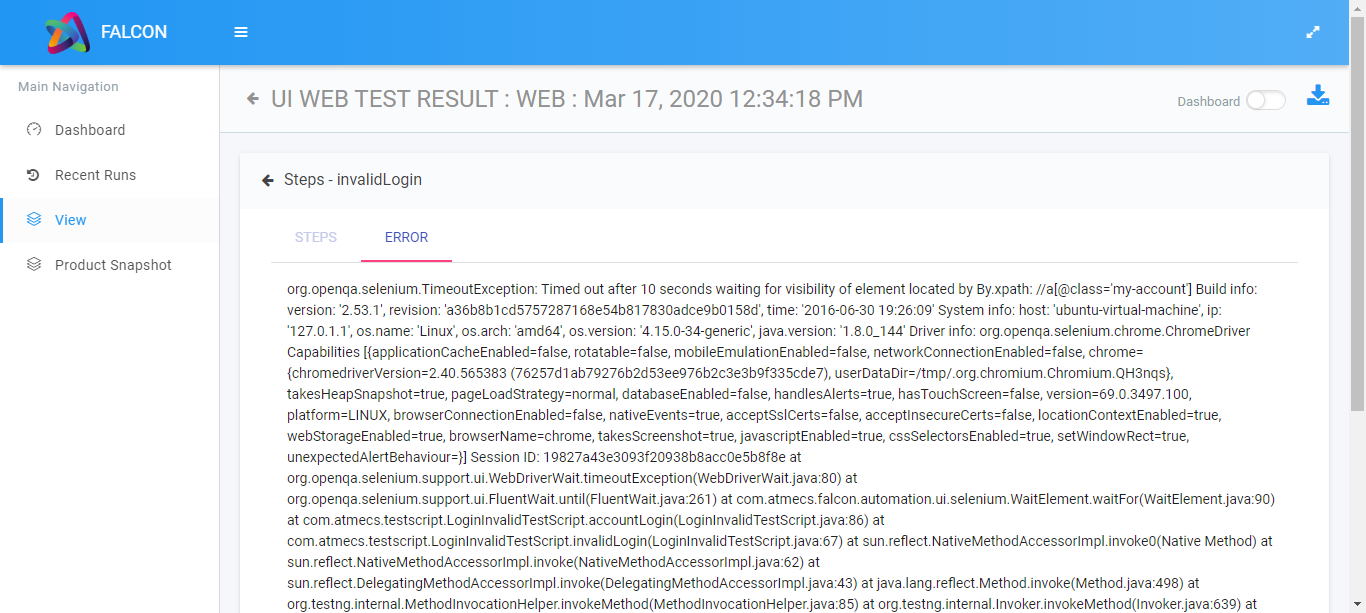 FALCON
Main Navigation
Dashboard
Recent Runs
View
Product Snapshot
UI WEB TEST RESULT : WEB : Mar 17, 2020 12:34:18 PM
Dashboard
Steps - invalidLogin
STEPS
ERROR
org.openqa.selenium.TimeoutException: Timed out after 10 seconds waiting for visibility of element located by By.xpath: //a[@class='my-account'] Build info:
version: '2.53.1', revision: 'a36b8b1cd5757287168e54b817830adce9b0158d', time: '2016-06-30 19:26:09' System info: host: 'ubuntu-virtual-machine', ip:
'127.0.1.1', os.name: 'Linux', os.arch: 'amd64', os.version: '4.15.0-34-generic', java.version: '1.8.0_144' Driver info: org.openqa.selenium.chrome.ChromeDriver
Capabilities [{applicationCacheEnabled=false, rotatable=false, mobileEmulationEnabled=false, networkConnectionEnabled=false, chrome=
{chromedriverVersion=2.40.565383 (76257d1ab79276b2d53ee976b2c3e3b9f335cde7), userDataDir=/tmp/.org.chromium.Chromium.QH3nqs},
takesHeapSnapshot=true, pageLoadStrategy=normal, databaseEnabled=false, handlesAlerts=true, hasTouchScreen=false, version=69.0.3497.100,
platform=LINUX, browserConnectionEnabled=false, nativeEvents=true, acceptSslCerts=false, acceptInsecureCerts=false, locationContextEnabled=true,
webStorageEnabled=true, browserName=chrome, takesScreenshot=true, javascriptEnabled=true, cssSelectorsEnabled=true, setWindowRect=true,
unexpectedAlertBehaviour=}] Session ID: 19827a43e3093f20938b8acc0e5b8f8e at
org.openqa.selenium.support.ui.WebDriverWait.timeoutException(WebDriverWait.java:80) at
org.openqa.selenium.support.ui.FluentWait.until(FluentWait.java:261) at com.atmecs.falcon.automation.ui.selenium.WaitElement.waitFor(WaitElement.java:90)
at com.atmecs.testscript.LoginInvalidTestScript.accountLogin(LoginInvalidTestScript.java:86) at
com.atmecs.testscript.LoginInvalidTestScript.invalidLogin(LoginInvalidTestScript.java:67) at sun.reflect.NativeMethodAccessorImpl.invoke0(Native Method) at
sun.reflect.NativeMethodAccessorImpl.invoke(NativeMethodAccessorImpl.java:62) at
sun.reflect.DelegatingMethodAccessorImpl.invoke(DelegatingMethodAccessorImpl.java:43) at java.lang.reflect.Method.invoke(Method.java:498) at
org.testng.internal.MethodInvocationHelper.invokeMethod(MethodInvocationHelper.java:85) at org.testng.internal.Invoker.invokeMethod(Invoker.java:639) at